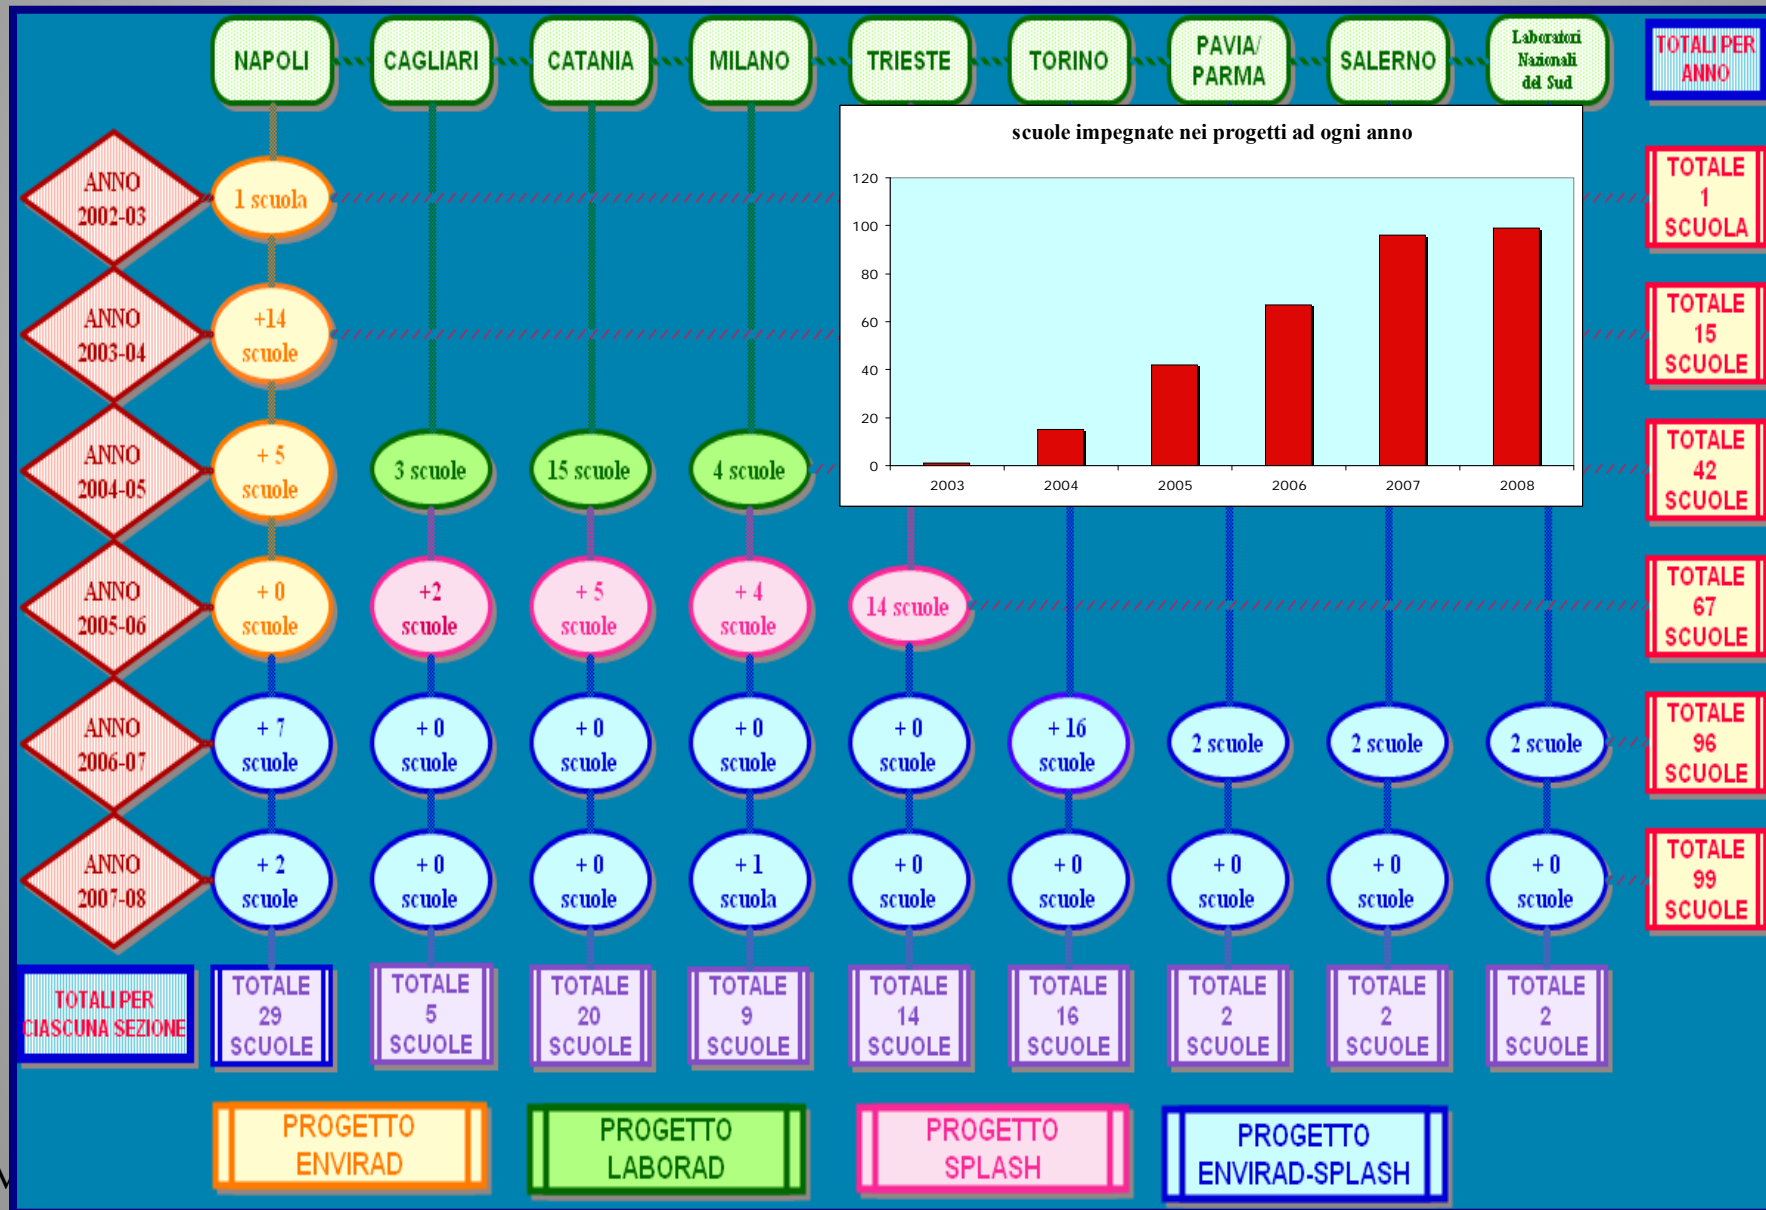 NAPOLI
CAGLIARI
CATANIA
MILANO
TRIESTE
TORINO
PAVIA/
PARMA
SALERNO
Laboratori
Nazionali
del Sud
TOTALI PER
ANNO
scuole impegnate nei progetti ad ogni anno
120
100
80
60
40
20
0
2003
2004
2005
2006
2007
2008
ANNO
2002-03
1 scuola
TOTALE
1
SCUOLA
ANNO
2003-04
+14
scuole
TOTALE
15
SCUOLE
ANNO
2004-05
+ 5
scuole
3 scuole
15 scuole
4 scuole
TOTALE
42
SCUOLE
ANNO
2005-06
+ 0
scuole
+2
scuole
+ 5
scuole
+ 4
scuole
14 scuole
TOTALE
67
SCUOLE
ANNO
2006-07
+ 7
scuole
+ 0
scuole
+ 0
scuole
+ 0
scuole
+ 0
scuole
+ 16
scuole
2 scuole
2 scuole
2 scuole
TOTALE
96
SCUOLE
ANNO
2007-08
+ 2
scuole
+ 0
scuole
+ 0
scuole
+ 1
scuola
+ 0
scuole
+ 0
scuole
+ 0
scuole
+ 0
scuole
+ 0
scuole
TOTALE
99
SCUOLE
TOTALI PER
CIASCUNA SEZIONE
TOTALE
29
SCUOLE
TOTALE
5
SCUOLE
TOTALE
20
SCUOLE
TOTALE
9
SCUOLE
TOTALE
14
SCUOLE
TOTALE
16
SCUOLE
TOTALE
2
SCUOLE
TOTALE
2
SCUOLE
TOTALE
2
SCUOLE
PROGETTO
ENVIRAD
PROGETTO
LABORAD
PROGETTO
SPLASH
PROGETTO
ENVIRAD-SPLASH